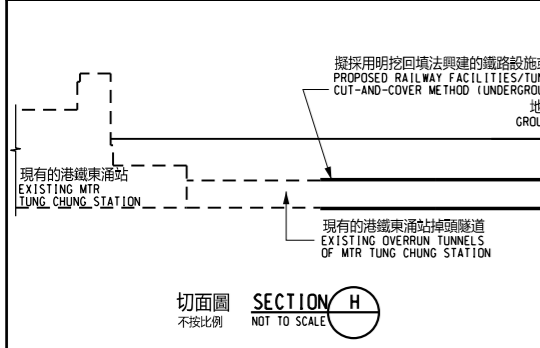 擬採用明挖回填法興建的鐵路設施或
PROPOSED RAILWAY FACILITIES/TUN
CUT-AND-COVER METHOD (UNDERGROU
地
GROU
現有的港鐵東涌站
EXISTING MTR
TUNG CHUNG STATION
現有的港鐵東涌站掉頭隧道
EXISTING OVERRUN TUNNELS
OF MTR TUNG CHUNG STATION
切面圖 SECTION H
不按比例 NOT TO SCALE